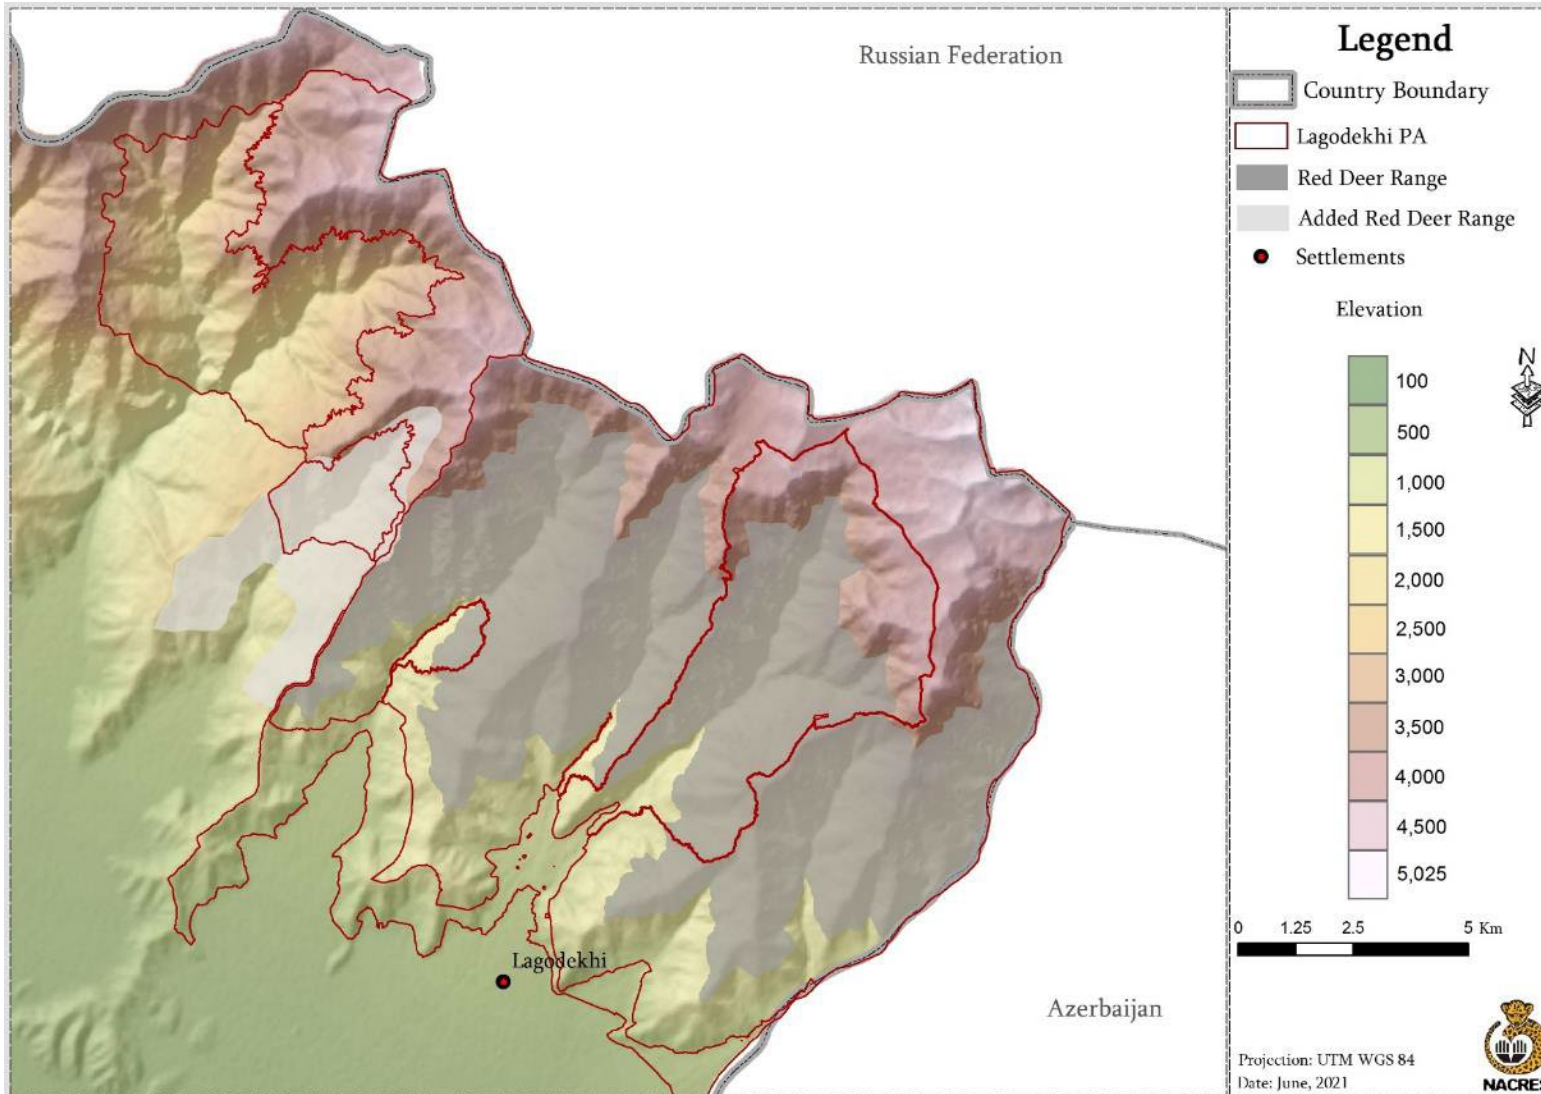 Russian Federation
Lagodekhi
Azerbaijan
Legend
Country Boundary
Lagodekhi PA
Red Deer Range
Added Red Deer Range
Settlements
Elevation
N
100
500
1,000
1,500
2,000
2,500
3,000
3,500
4,000
4,500
5,025
0 1.25 2.5 5 Km
Projection: UTM WGS 84
Date: June, 2021
NACRES